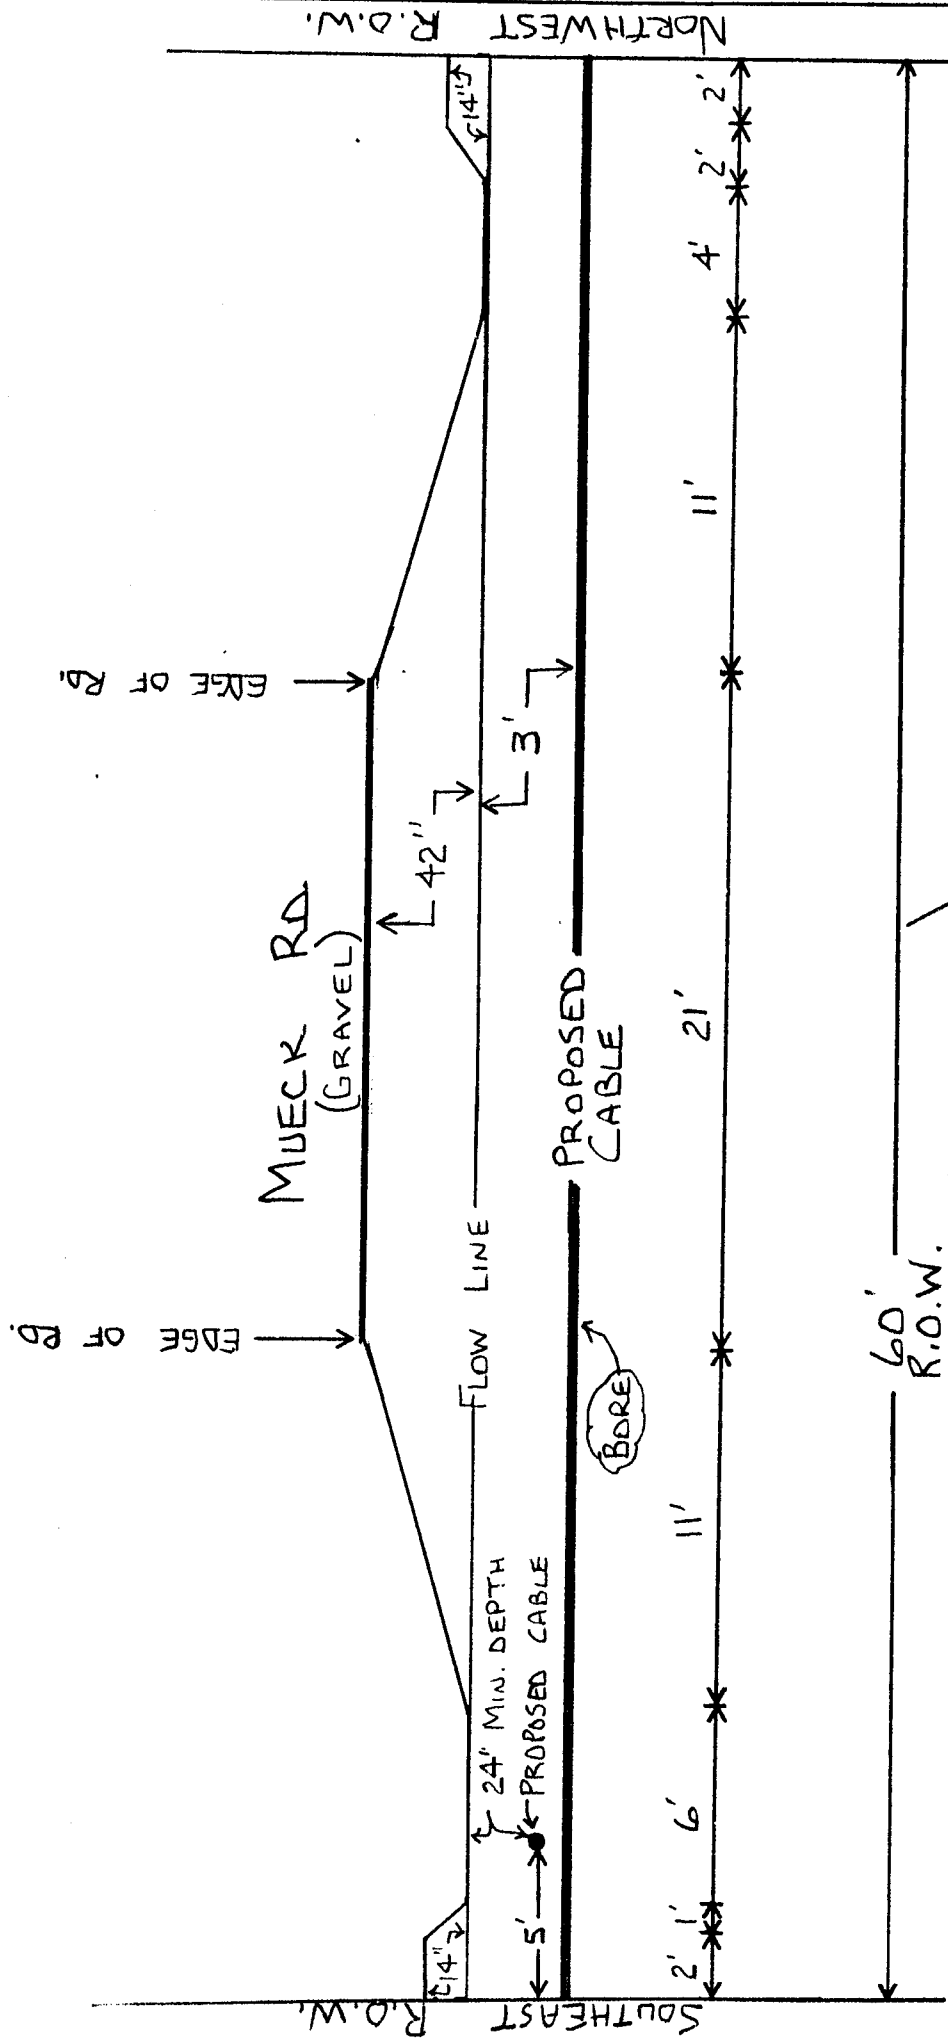 MUECK RD.
(GRAVEL)
EDGE OF RD.
EDGE OF RD.
SOUTHEAST R.O.W.
NORTHWEST R.O.W.
14"
14"
42"
3'
FLOW LINE
24" MIN. DEPTH
PROPOSED CABLE
5'
PROPOSED
CABLE
BORE
2' 1' 6' 11' 21' 11' 4' 2' 2'
60'
R.O.W.